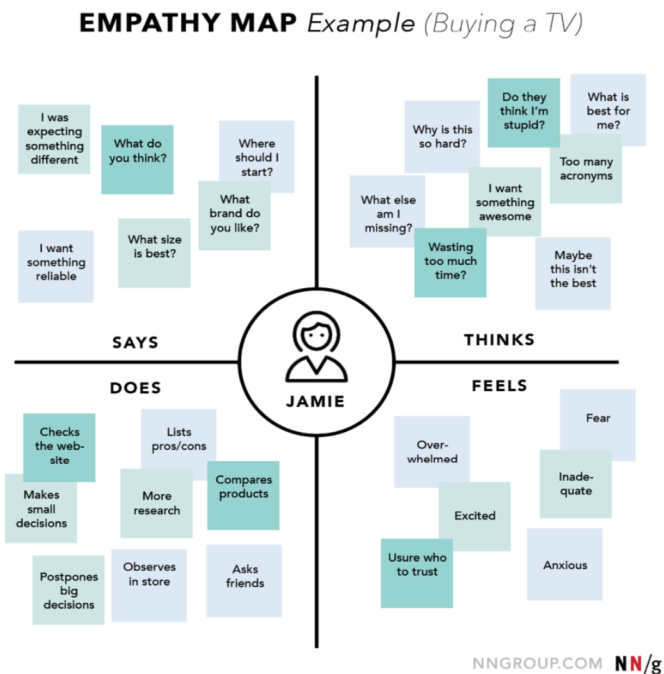 EMPATHY MAP Example (Buying a TV)
I was
expecting
something
different
What do
you think?
Where
should I
start?
What
brand do
you like?
I want
something
reliable
What size
is best?
SAYS
Do they
think I'm
stupid?
What is
best for
me?
Why is this
so hard?
Too many
acronyms
What else
am I
missing?
I want
something
awesome
Wasting
too much
time?
Maybe
this isn't
the best
THINKS
JAMIE
DOES
Checks
the web-
site
Lists
pros/cons
Compares
products
Makes
small
decisions
More
research
Postpones
big
decisions
Observes
in store
Asks
friends
FEELS
Fear
Over-
whelmed
Inade-
quate
Excited
Usure who
to trust
Anxious
NNGROUP.COM NN/g